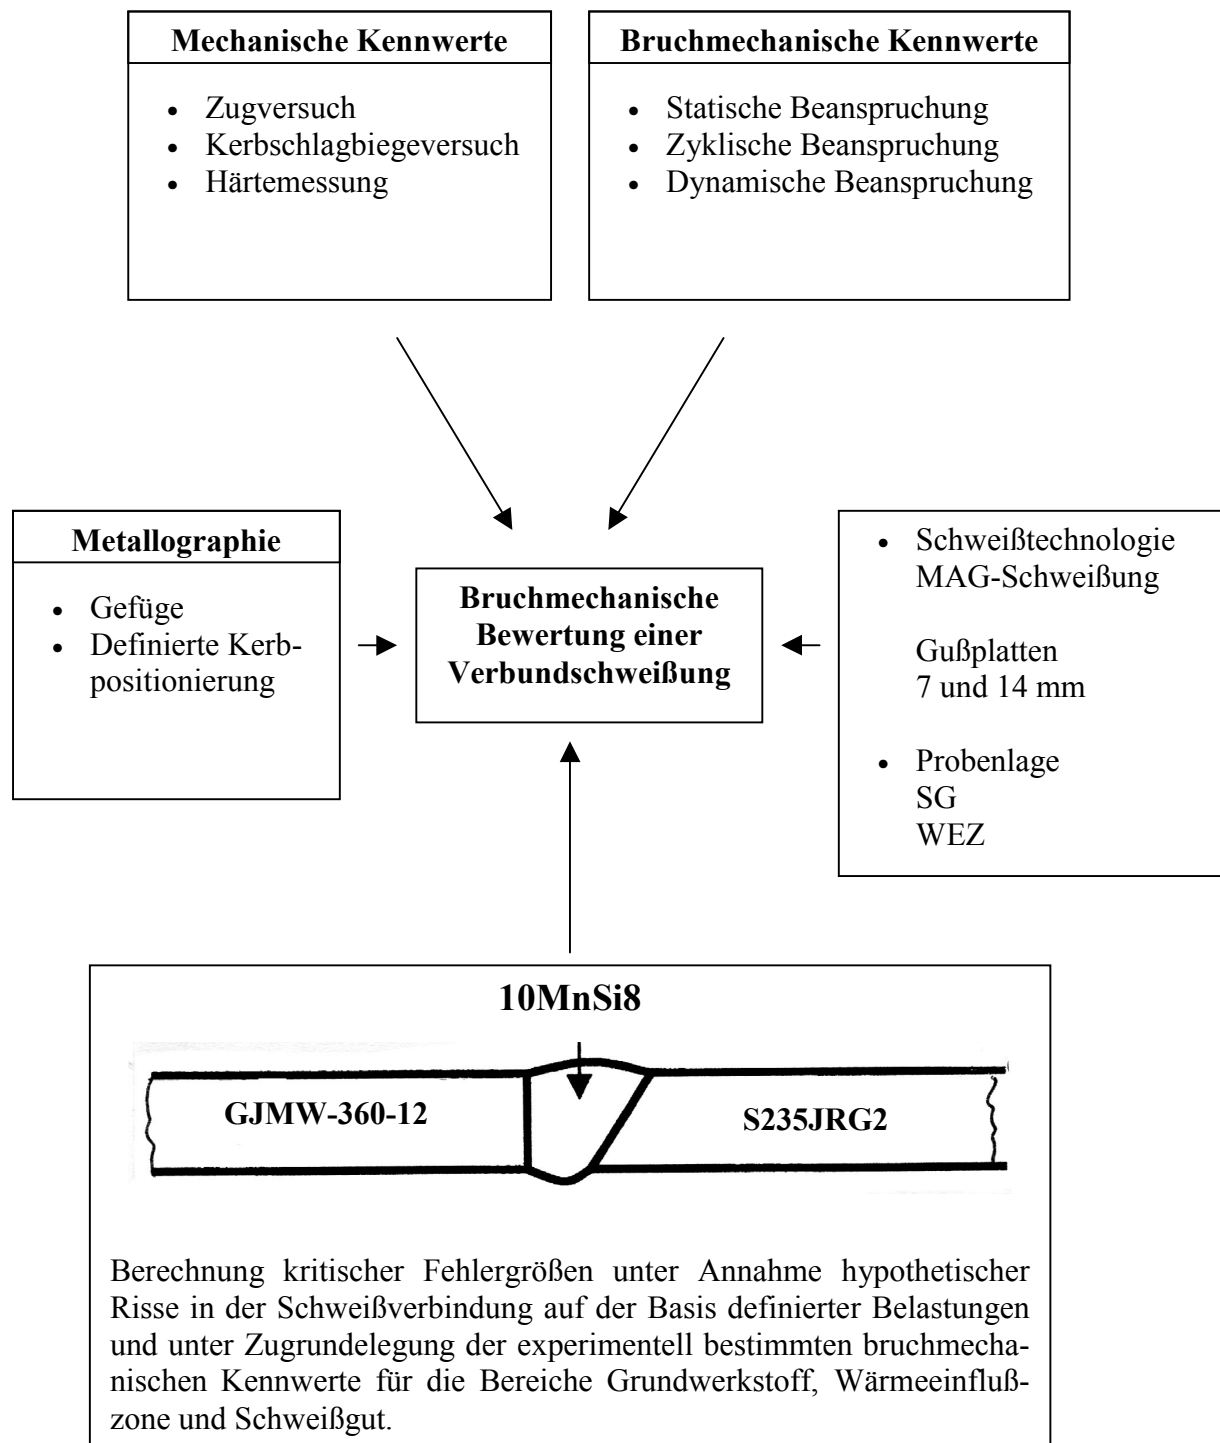 Mechanische Kennwerte
• Zugversuch
• Kerbschlagbiegeversuch
• Härtemessung
Bruchmechanische Kennwerte
• Statische Beanspruchung
• Zyklische Beanspruchung
• Dynamische Beanspruchung
Metallographie
• Gefüge
• Definierte Kerb-
positionierung
Bruchmechanische
Bewertung einer
Verbundschweißung
• Schweißtechnologie
MAG-Schweißung
Gußplatten
7 und 14 mm
• Probenlage
SG
WEZ
10MnSi8
GJMW-360-12
S235JRG2
Berechnung kritischer Fehlergrößen unter Annahme hypothetischer
Risse in der Schweißverbindung auf der Basis definierter Belastungen
und unter Zugrundelegung der experimentell bestimmten bruchmecha-
nischen Kennwerte für die Bereiche Grundwerkstoff, Wärmeeinfluß-
zone und Schweißgut.